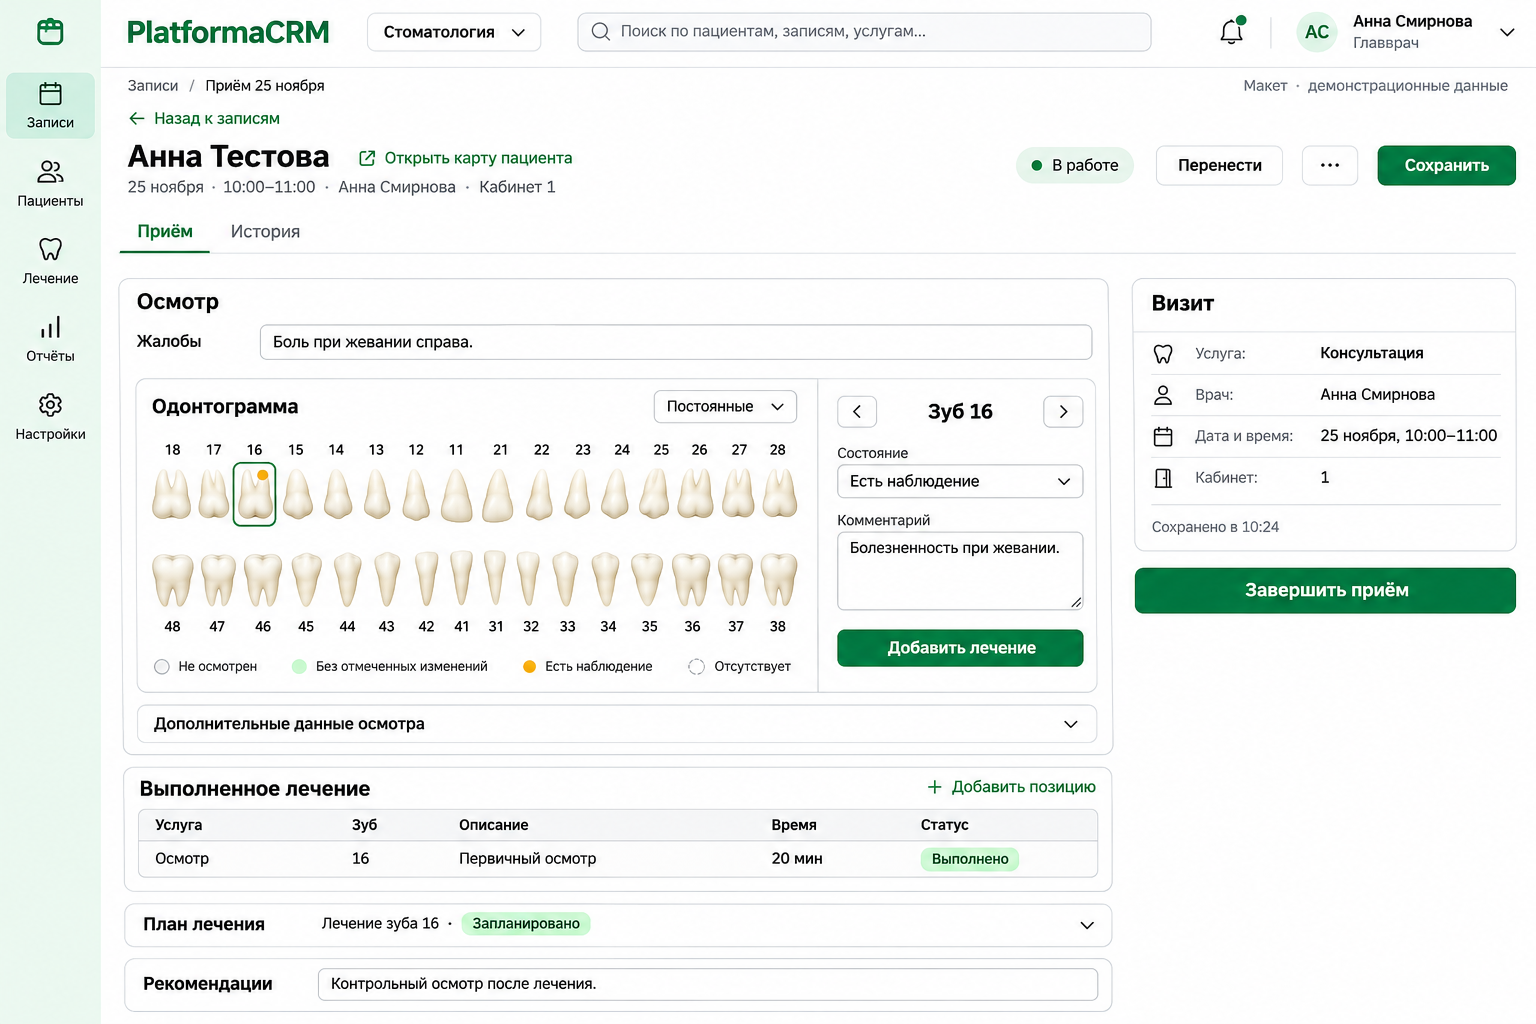 PlatformaCRM
Стоматология
Поиск по пациентам, записям, услугам...
АС
Анна Смирнова
Главврач
Записи
Пациенты
Лечение
Отчёты
Настройки
Записи / Приём 25 ноября
Макет · демонстрационные данные
← Назад к записям
Анна Тестова
Открыть карту пациента
25 ноября · 10:00–11:00 · Анна Смирнова · Кабинет 1
В работе
Перенести
...
Сохранить
Приём
История
Осмотр
Жалобы
Боль при жевании справа.
Одонтограмма
Постоянные
18 17 16 15 14 13 12 11 21 22 23 24 25 26 27 28
48 47 46 45 44 43 42 41 31 32 33 34 35 36 37 38
Не осмотрен
Без отмеченных изменений
Есть наблюдение
Отсутствует
Зуб 16
Состояние
Есть наблюдение
Комментарий
Болезненность при жевании.
Добавить лечение
Дополнительные данные осмотра
Визит
Услуга: Консультация
Врач: Анна Смирнова
Дата и время: 25 ноября, 10:00–11:00
Кабинет: 1
Сохранено в 10:24
Завершить приём
Выполненное лечение
+ Добавить позицию
Услуга Зуб Описание Время Статус
Осмотр 16 Первичный осмотр 20 мин Выполнено
План лечения
Лечение зуба 16 · Запланировано
Рекомендации
Контрольный осмотр после лечения.